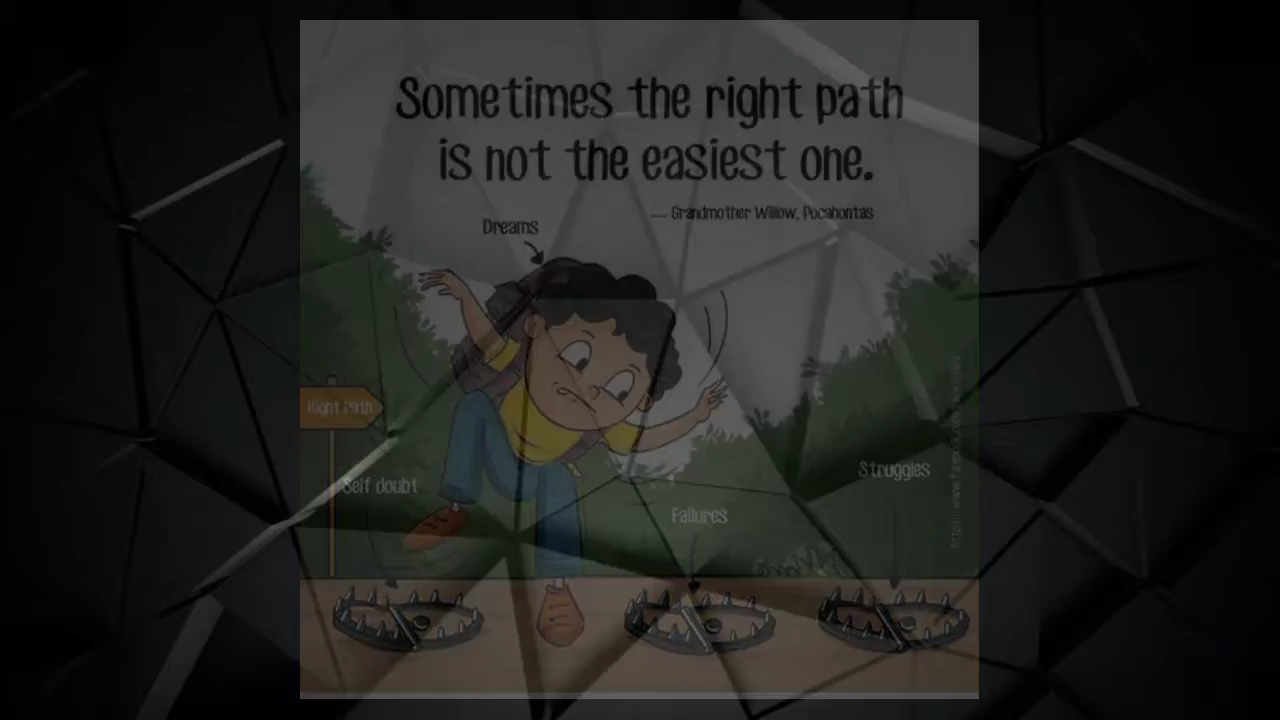 Sometimes the right path
is not the easiest one.
— Grandmother Willow, Pocahontas
Dreams
Right Path
Self doubt
Struggles
Failures